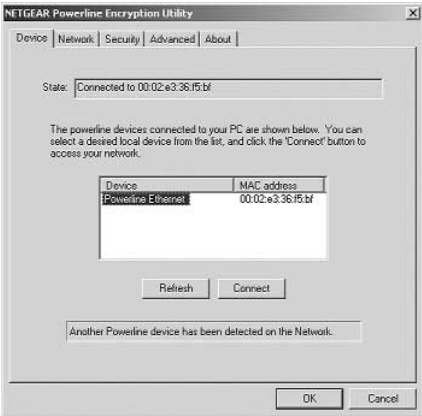 NETGEAR Powerline Encryption Utility
Device Network Security Advanced About
State: Connected to 00:02:e3:36:f5:bf
The powerline devices connected to your PC are shown below. You can
select a desired local device from the list, and click the 'Connect' button to
access your network.
Device MAC address
Powerline Ethernet 00:02:e3:36:f5:bf
Refresh Connect
Another Powerline device has been detected on the Network.
OK Cancel